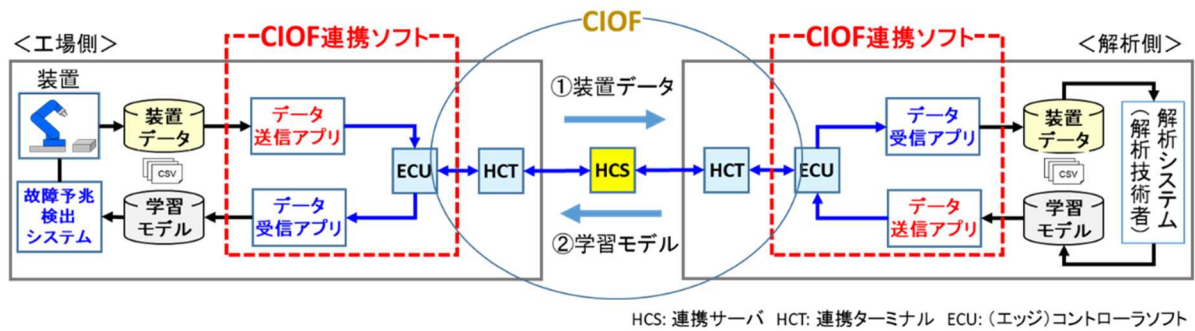 CIOF
CIOF連携ソフト
CIOF連携ソフト
＜工場側＞
＜解析側＞
装置
装置
データ
CSV
学習
モデル
故障予兆
検出
システム
データ
送信アプリ
データ
受信アプリ
ECU
HCT
①装置データ
HCS
②学習モデル
HCT
ECU
データ
受信アプリ
データ
送信アプリ
装置
データ
CSV
学習
モデル
解析システム
（解析技術者）
HCS: 連携サーバ HCT: 連携ターミナル ECU: （エッジ）コントローラソフト